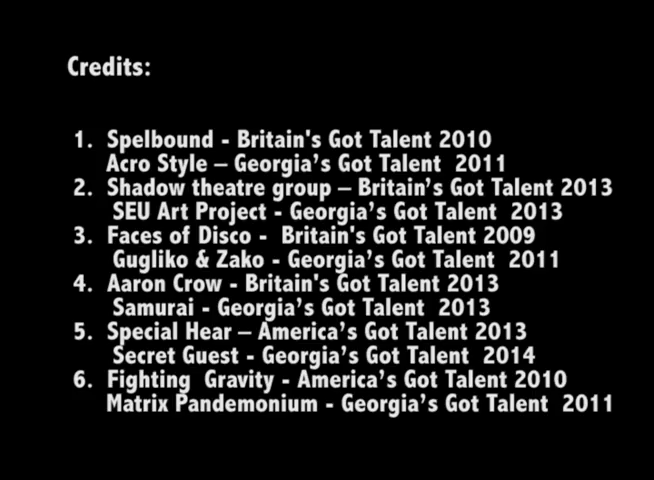 Credits:
1. Spelbound - Britain's Got Talent 2010
Acro Style – Georgia’s Got Talent 2011
2. Shadow theatre group – Britain’s Got Talent 2013
SEU Art Project - Georgia’s Got Talent 2013
3. Faces of Disco - Britain's Got Talent 2009
Gugliko & Zako - Georgia’s Got Talent 2011
4. Aaron Crow - Britain's Got Talent 2013
Samurai - Georgia’s Got Talent 2013
5. Special Hear – America’s Got Talent 2013
Secret Guest - Georgia’s Got Talent 2014
6. Fighting Gravity - America’s Got Talent 2010
Matrix Pandemonium - Georgia’s Got Talent 2011